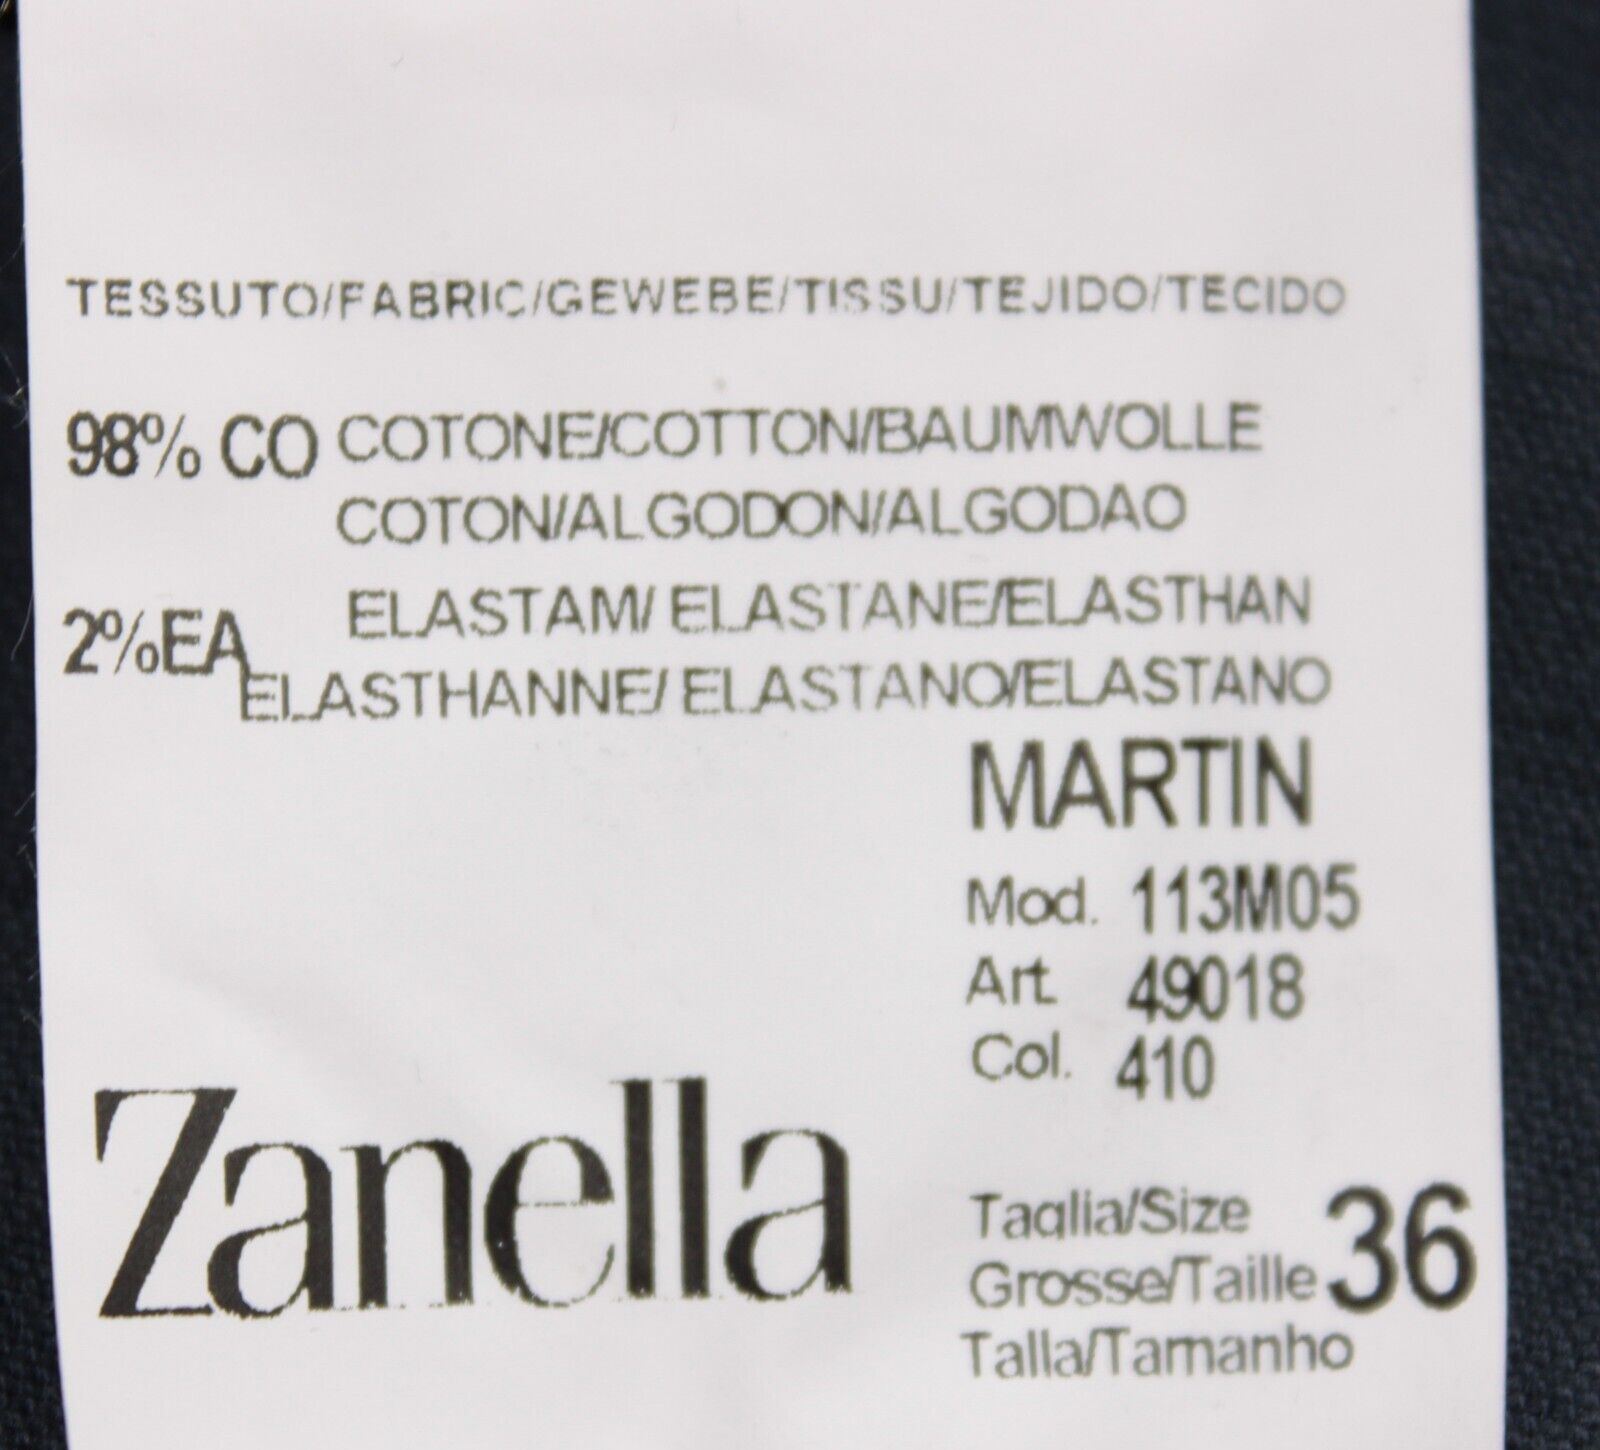 TESSUTO/FABRIC/GEWEBE/TISSU/TEJIDO/TECIDO
98% CO COTONE/COTTON/BAUMWOLLE
COTON/ALGODON/ALGODAO
2%EA ELASTAM/ ELASTANE/ELASTHAN
ELASTHANNE/ ELASTANO/ELASTANO
MARTIN
Mod. 113M05
Art. 49018
Col. 410
Zanella
Taglia/Size
Grosse/Taille 36
Talla/Tamanho